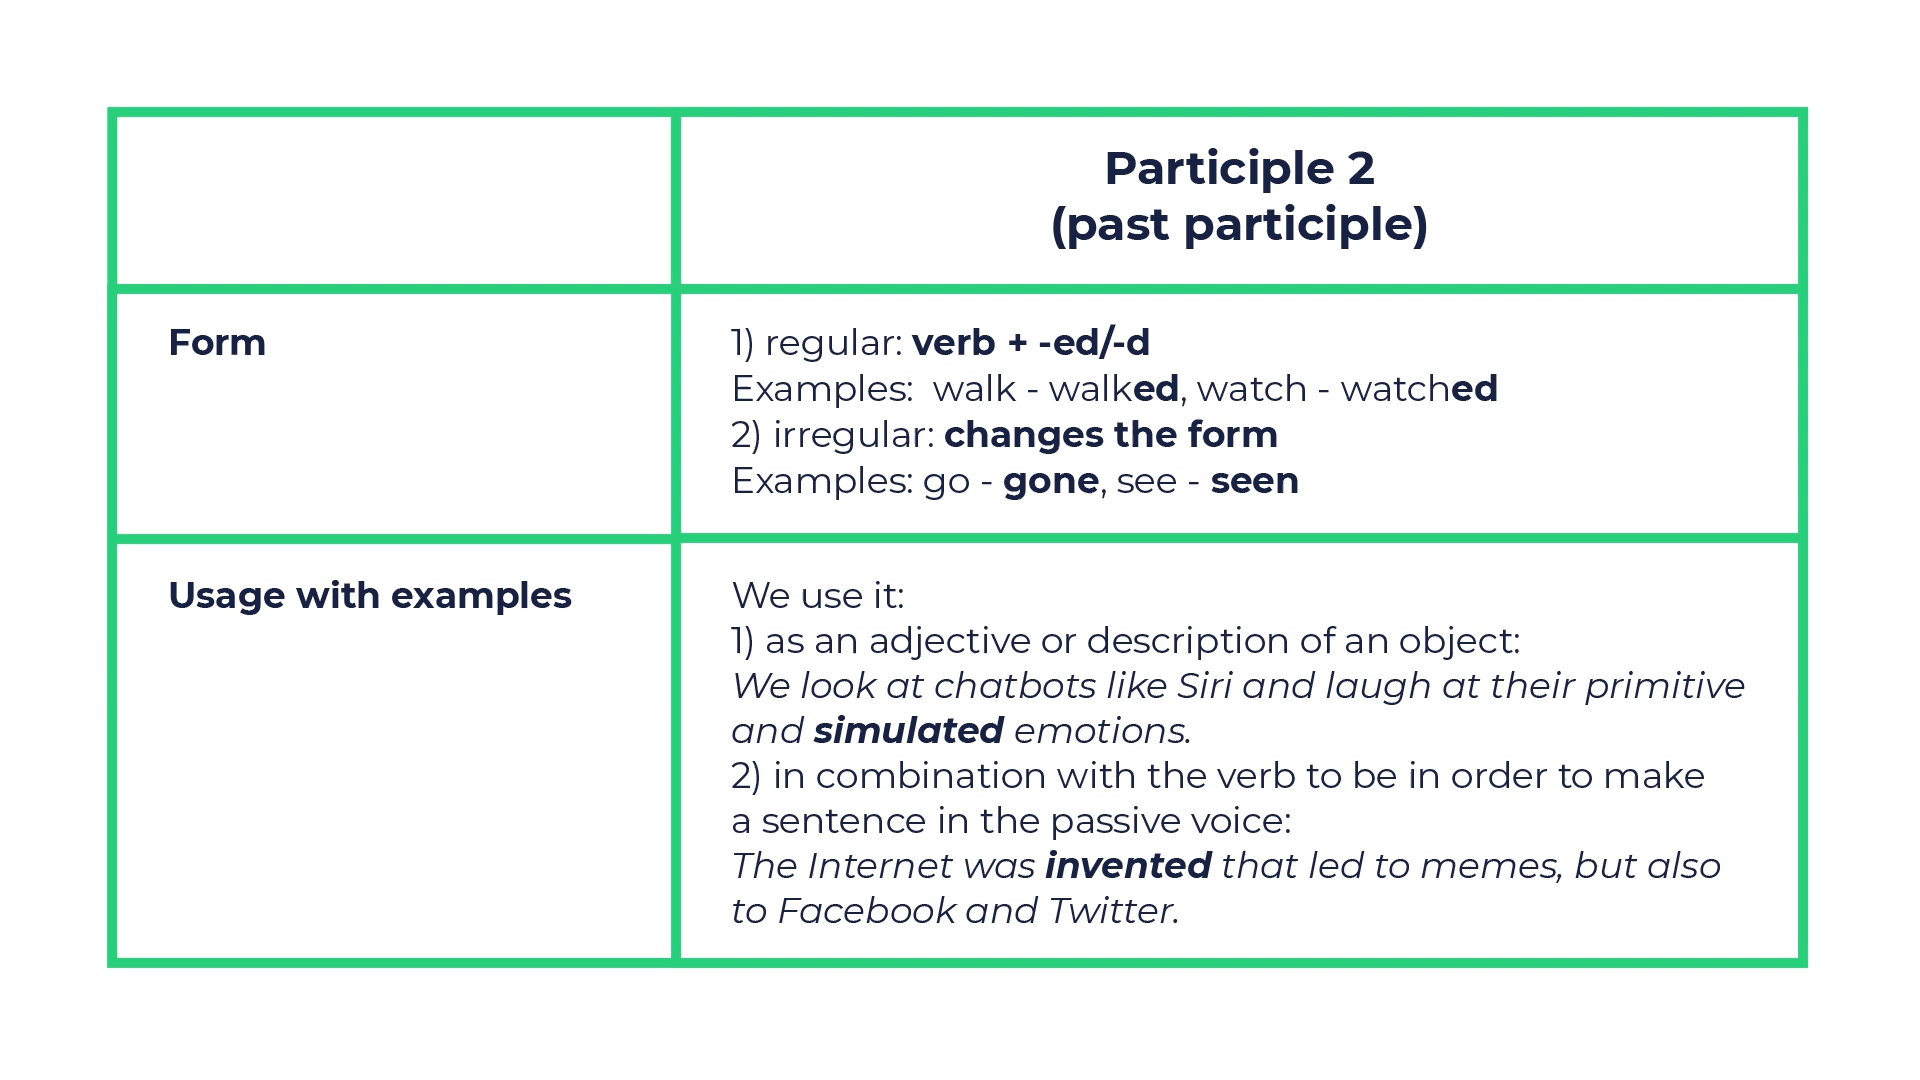 Participle 2
(past participle)
Form
1) regular: verb + -ed/-d
Examples:  walk - walked, watch - watched
2) irregular: changes the form
Examples: go - gone, see - seen
Usage with examples
We use it:
1) as an adjective or description of an object:
We look at chatbots like Siri and laugh at their primitive
and simulated emotions.
2) in combination with the verb to be in order to make
a sentence in the passive voice:
The Internet was invented that led to memes, but also
to Facebook and Twitter.